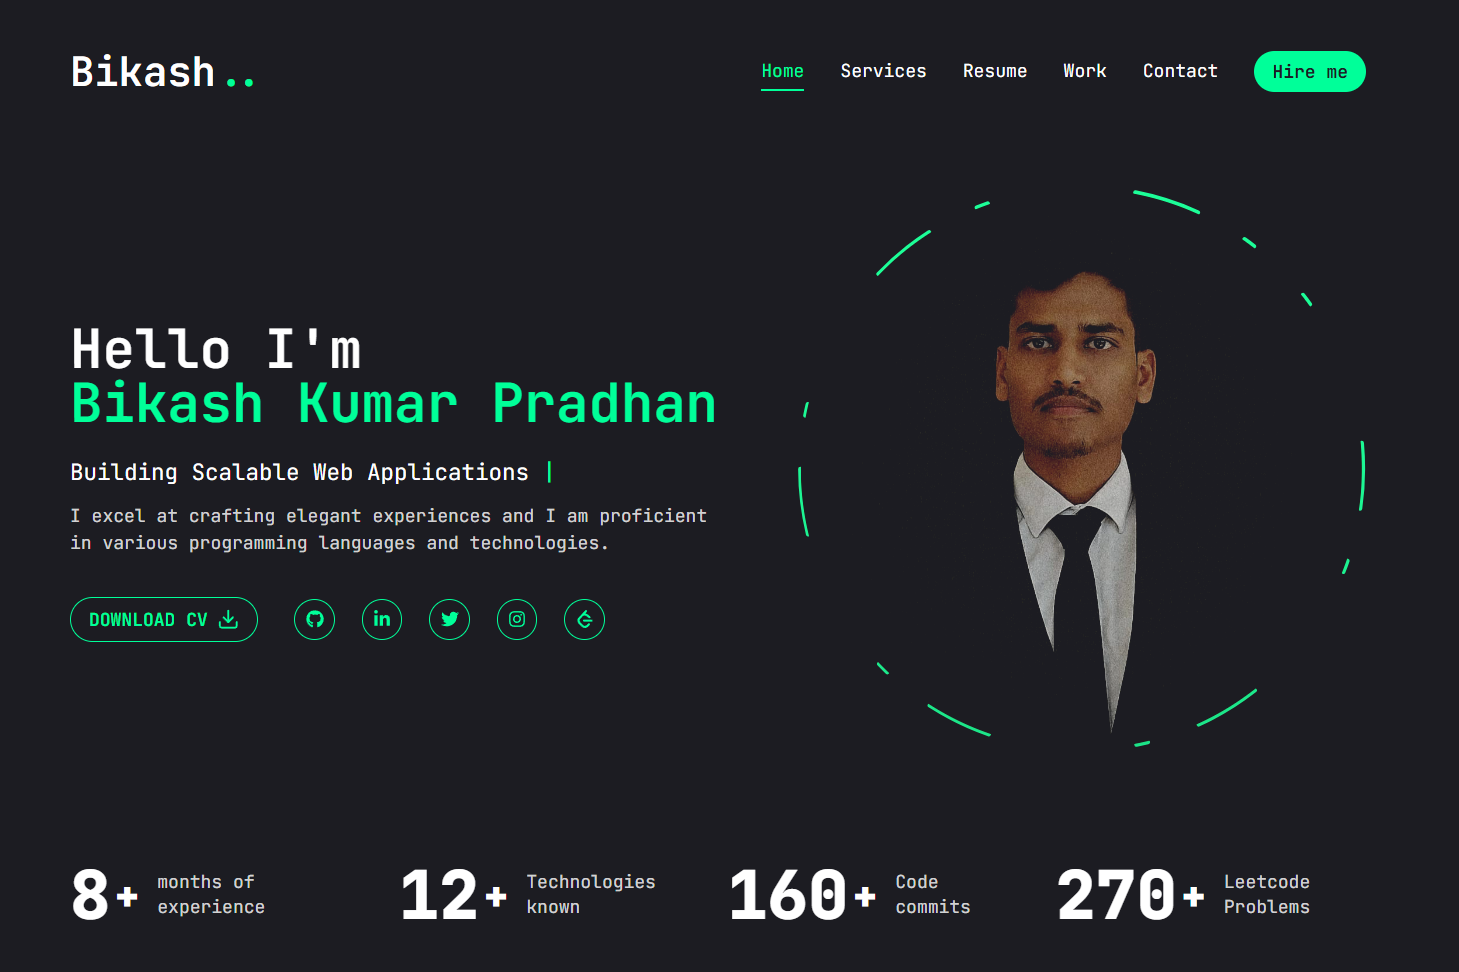 Bikash..
Home Services Resume Work Contact Hire me
Hello I'm
Bikash Kumar Pradhan
Building Scalable Web Applications |
I excel at crafting elegant experiences and I am proficient
in various programming languages and technologies.
DOWNLOAD CV
8+ months of
experience
12+ Technologies
known
160+ Code
commits
270+ Leetcode
Problems